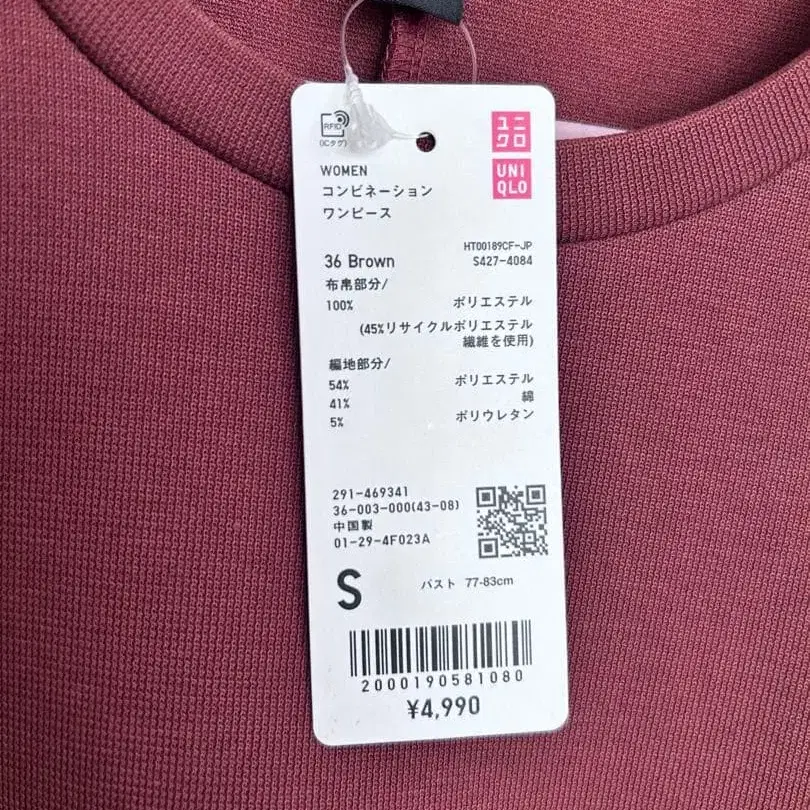 RFID
(ICタグ)
ユニ
クロ
UNI
QLO
WOMEN
コンビネーション
ワンピース
HT00189CF-JP
36 Brown
S427-4084
布帛部分/
100% ポリエステル
(45%リサイクルポリエステル
繊維を使用)
編地部分/
54% ポリエステル
41% 綿
5% ポリウレタン
291-469341
36-003-000(43-08)
中国製
01-29-4F023A
S バスト 77-83cm
2000190581080
¥4,990